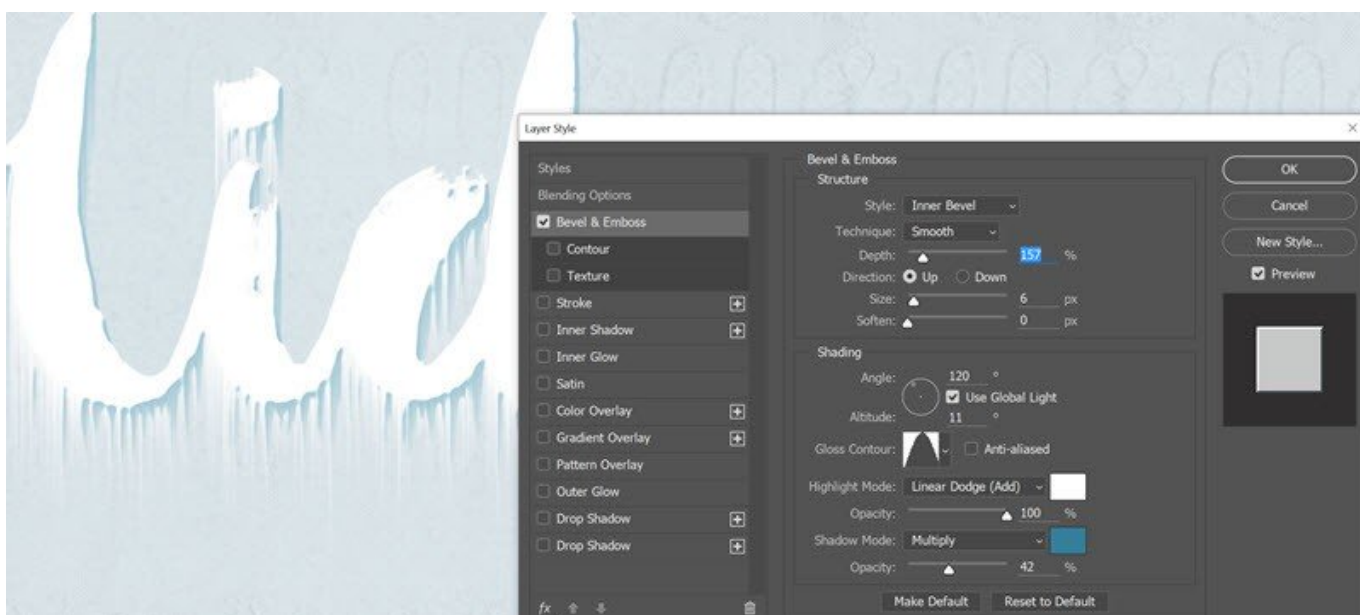 Layer Style
Styles
Blending Options
Bevel & Emboss
Contour
Texture
Stroke
Inner Shadow
Inner Glow
Satin
Color Overlay
Gradient Overlay
Pattern Overlay
Outer Glow
Drop Shadow
Drop Shadow
fx
Bevel & Emboss
Structure
Style: Inner Bevel
Technique: Smooth
Depth: 157 %
Direction: Up Down
Size: 6 px
Soften: 0 px
Shading
Angle: 120 °
Use Global Light
Altitude: 11 °
Gloss Contour: Anti-aliased
Highlight Mode: Linear Dodge (Add)
Opacity: 100 %
Shadow Mode: Multiply
Opacity: 42 %
Make Default Reset to Default
OK
Cancel
New Style...
Preview